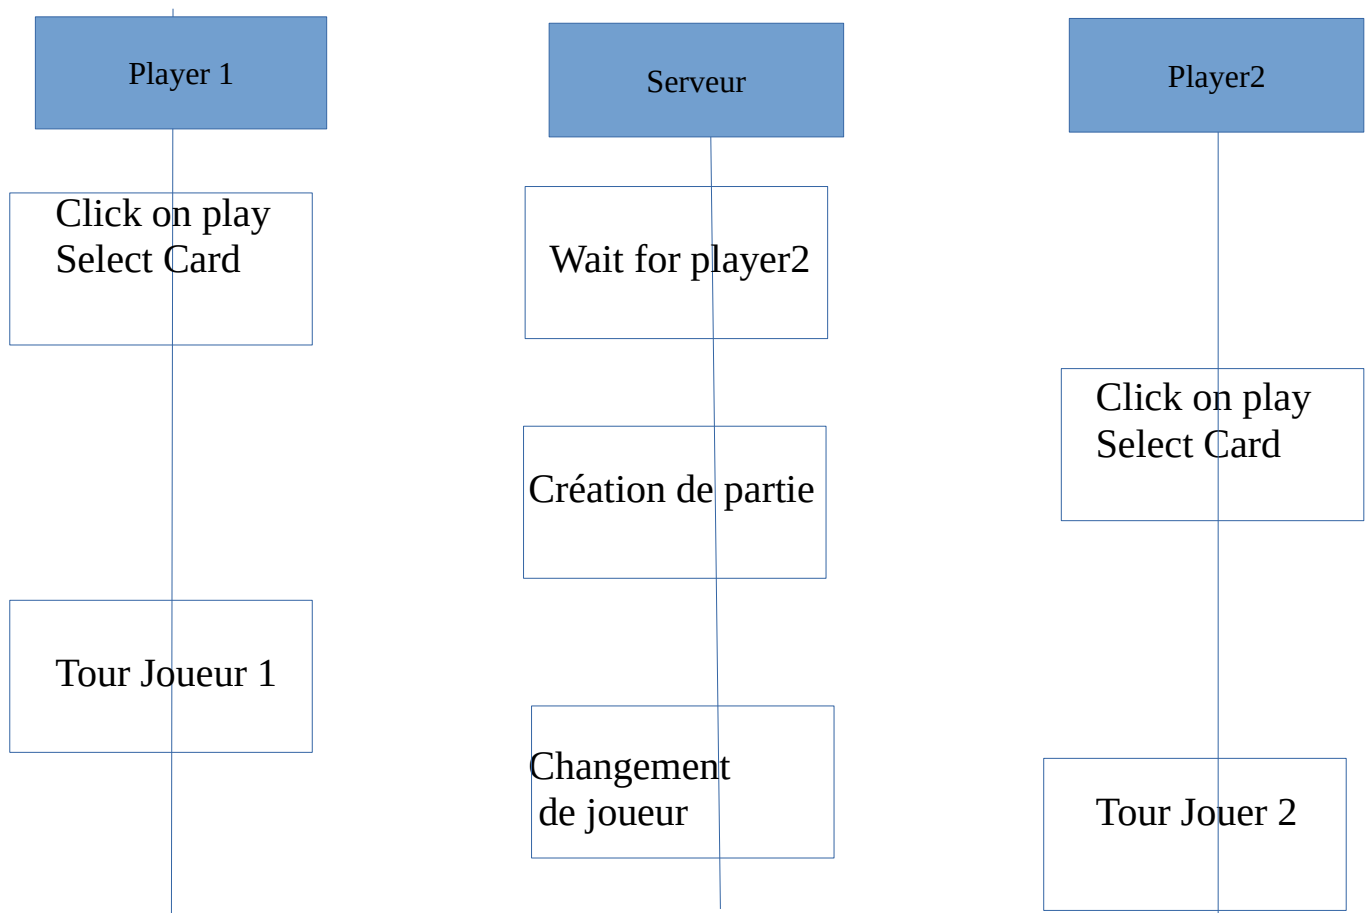 Player 1
Serveur
Player2
Click on play
Select Card
Wait for player2
Click on play
Select Card
Création de partie
Tour Joueur 1
Changement
de joueur
Tour Jouer 2